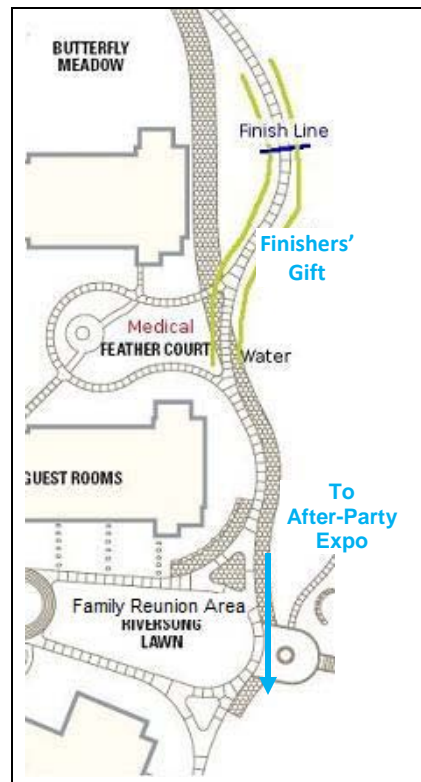 BUTTERFLY
MEADOW
Finish Line
Finishers'
Gift
Medical
FEATHER COURT
Water
GUEST ROOMS
To
After-Party
Expo
Family Reunion Area
RIVERSONG
LAWN